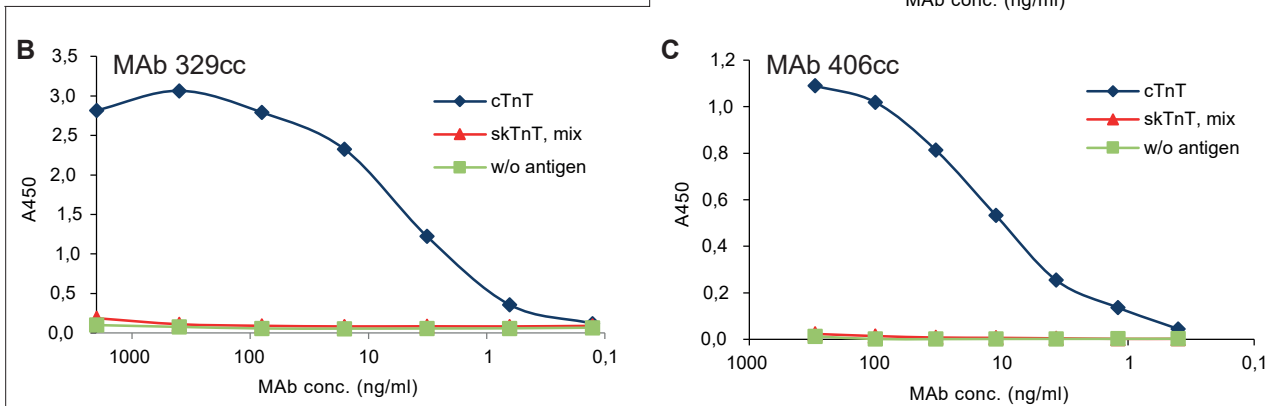 MAb conc. (ng/ml)
B
MAb 329cc
3,5
3,0
2,5
2,0
1,5
1,0
0,5
0,0
A450
cTnT
skTnT, mix
w/o antigen
1000
100
10
1
0,1
MAb conc. (ng/ml)
C
MAb 406cc
1,2
1,0
0,8
0,6
0,4
0,2
0,0
A450
cTnT
skTnT, mix
w/o antigen
1000
100
10
1
0,1
MAb conc. (ng/ml)